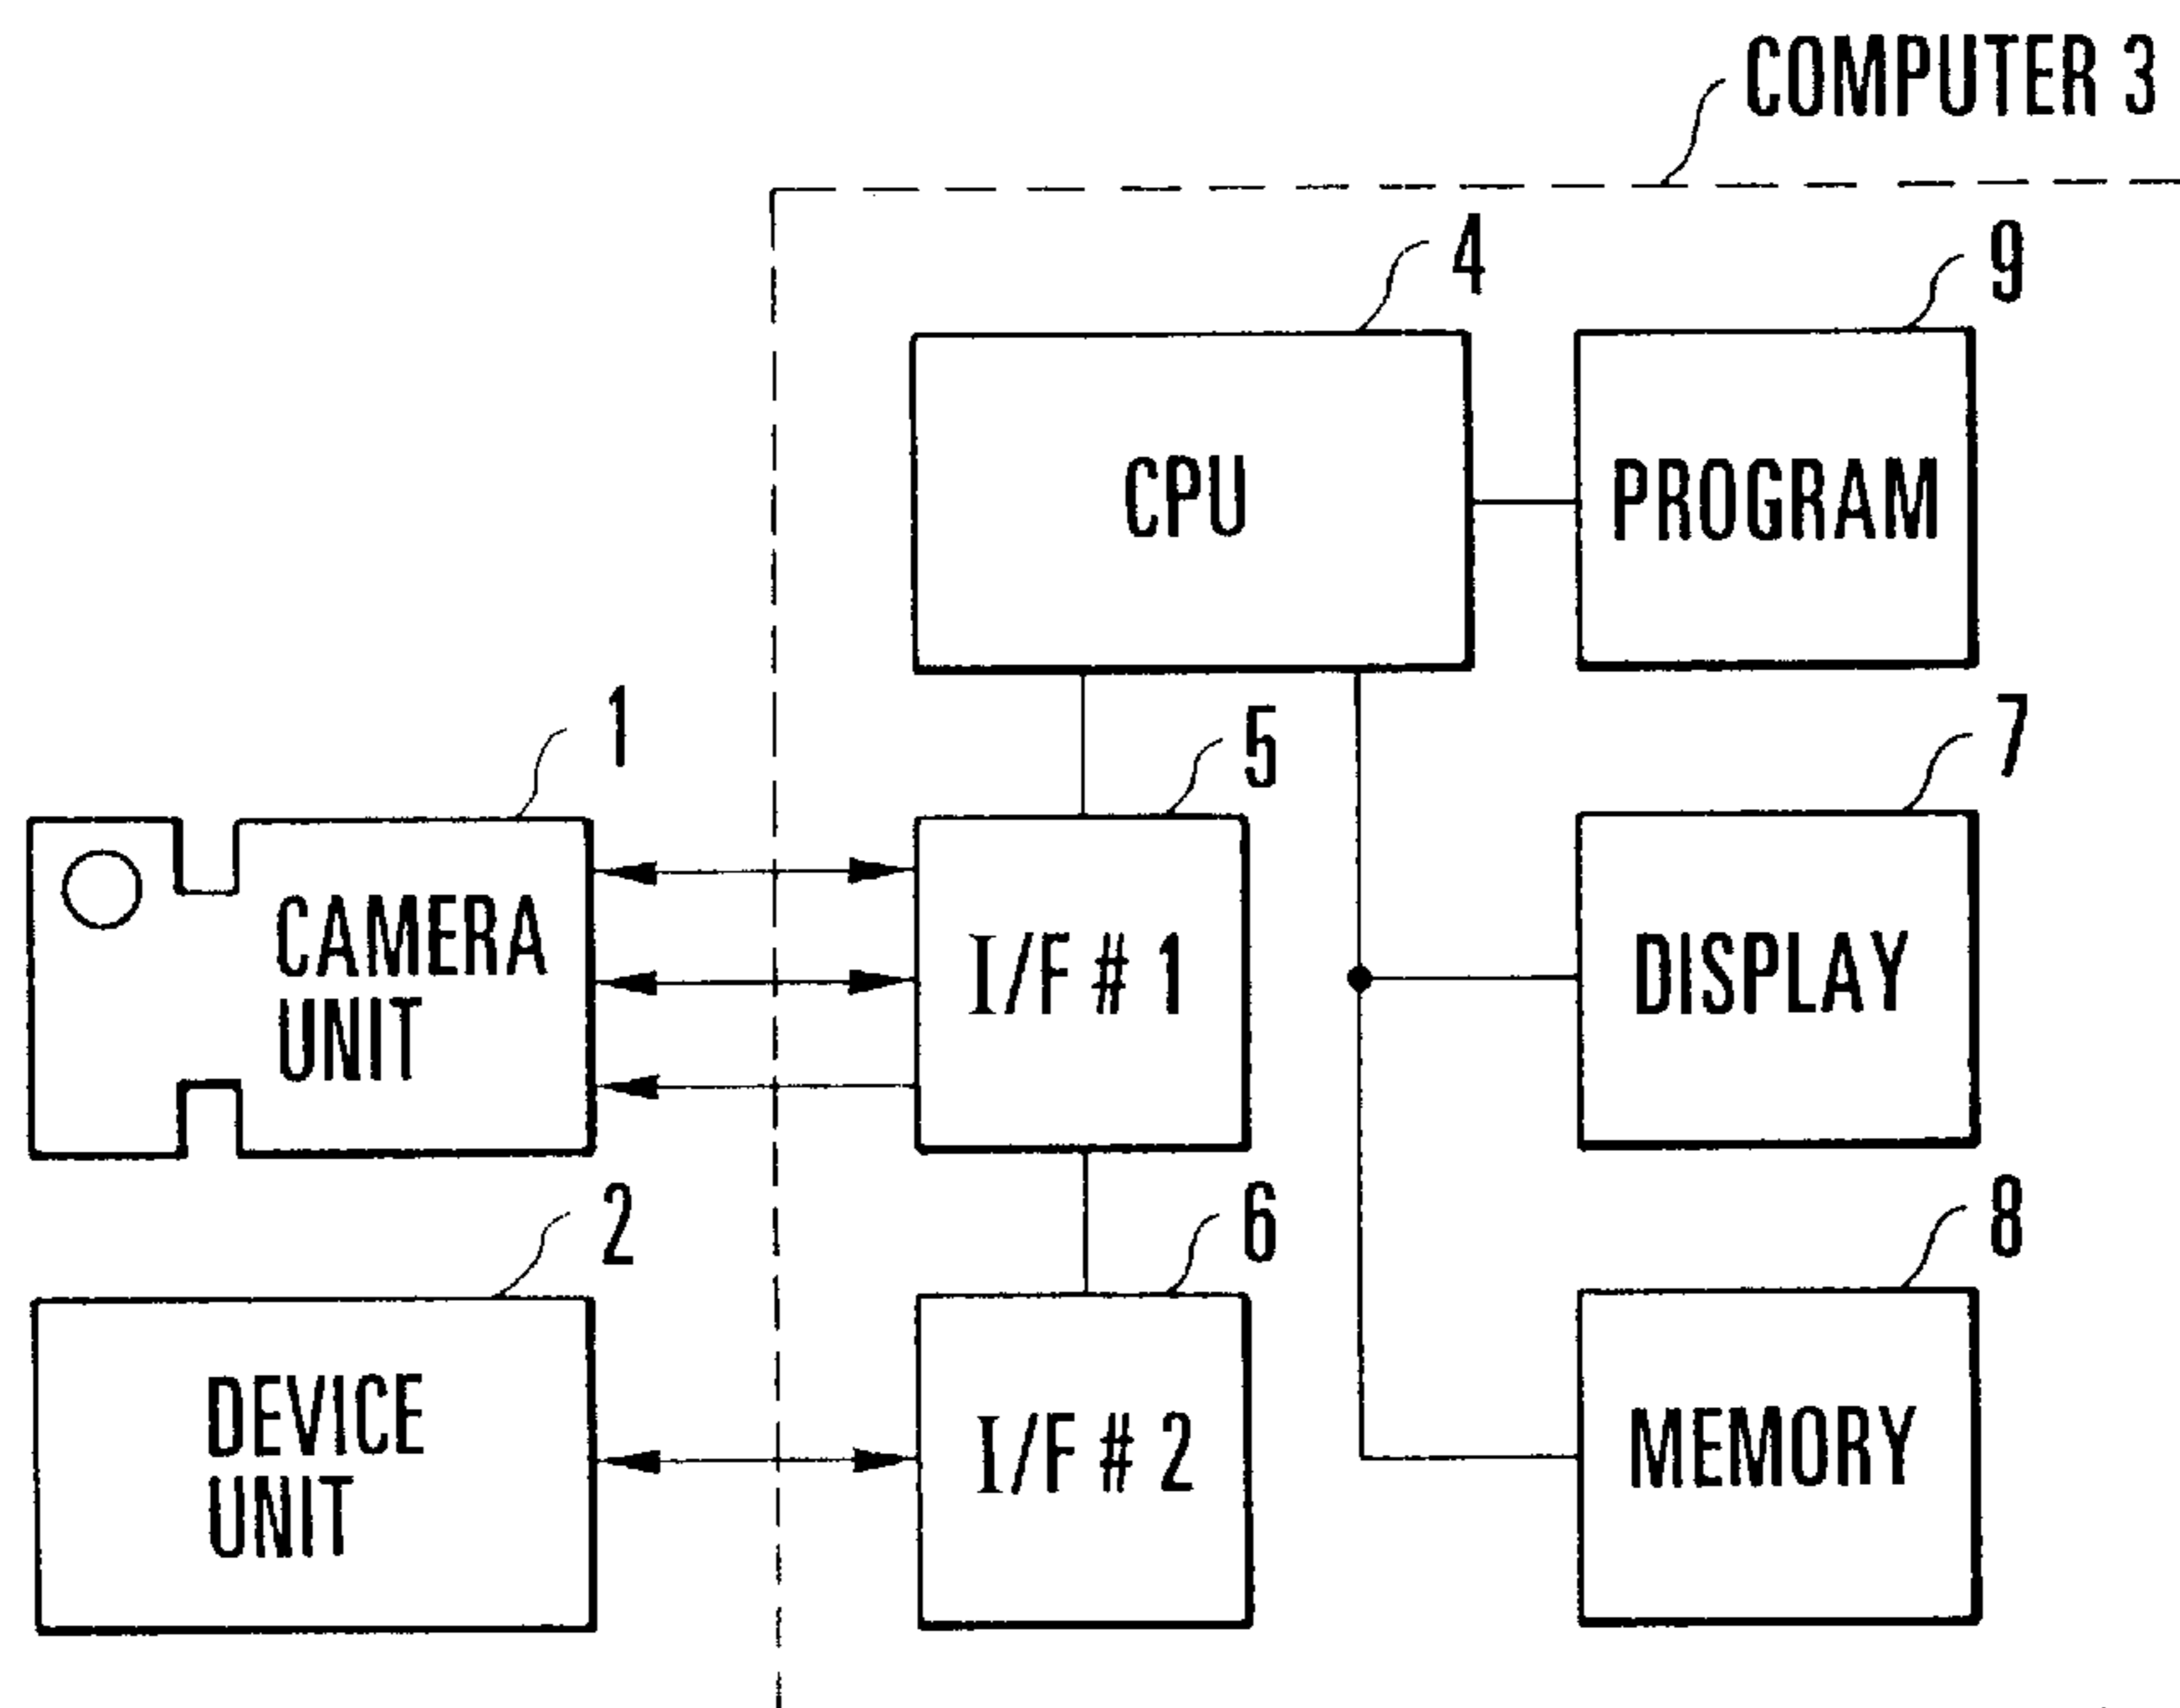 COMPUTER 3
4
9
CPU
PROGRAM
1
5
7
CAMERA
UNIT
I/F # 1
DISPLAY
2
6
8
DEVICE
UNIT
I/F # 2
MEMORY